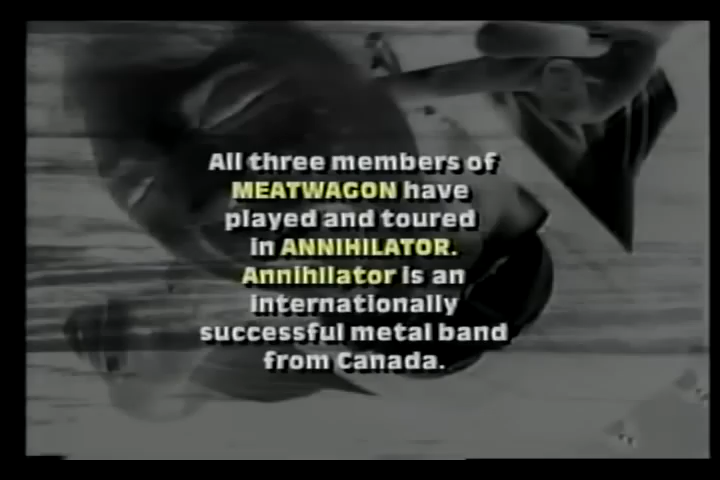 All three members of
MEATWAGON have
played and toured
in ANNIHILATOR.
Annihilator is an
internationally
successful metal band
from Canada.